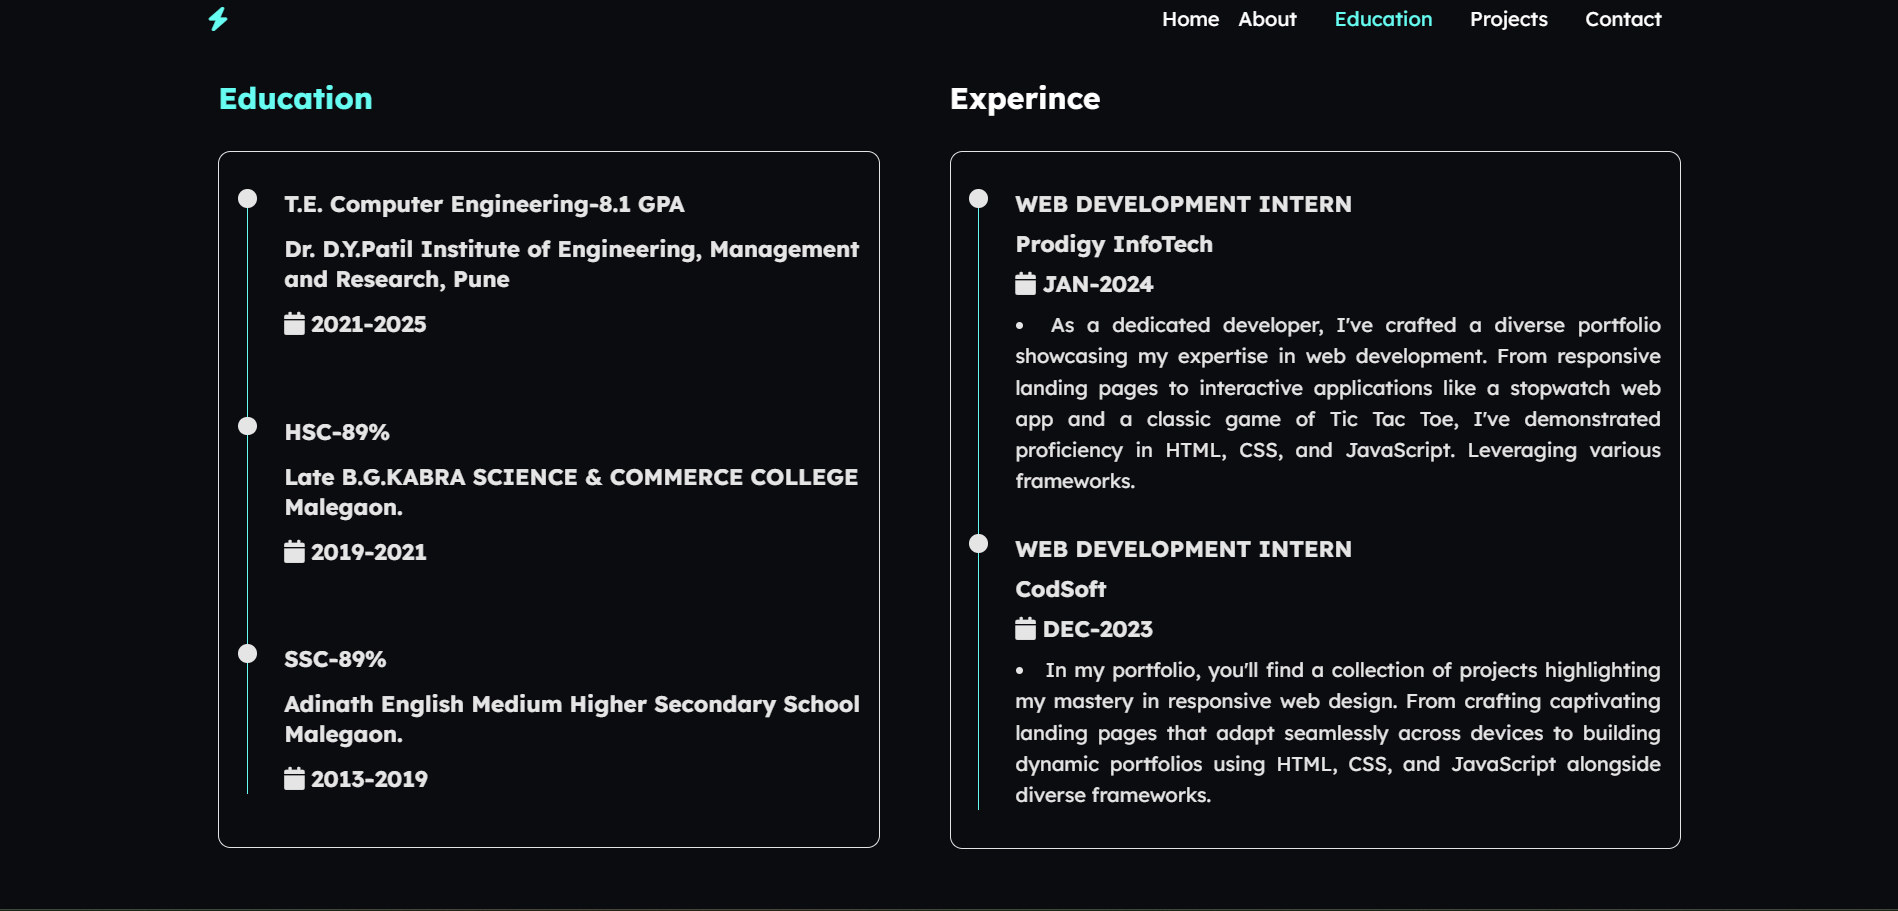 Home About Education Projects Contact
Education
T.E. Computer Engineering-8.1 GPA
Dr. D.Y.Patil Institute of Engineering, Management
and Research, Pune
2021-2025
HSC-89%
Late B.G.KABRA SCIENCE & COMMERCE COLLEGE
Malegaon.
2019-2021
SSC-89%
Adinath English Medium Higher Secondary School
Malegaon.
2013-2019
Experince
WEB DEVELOPMENT INTERN
Prodigy InfoTech
JAN-2024
• As a dedicated developer, I've crafted a diverse portfolio
showcasing my expertise in web development. From responsive
landing pages to interactive applications like a stopwatch web
app and a classic game of Tic Tac Toe, I've demonstrated
proficiency in HTML, CSS, and JavaScript. Leveraging various
frameworks.
WEB DEVELOPMENT INTERN
CodSoft
DEC-2023
• In my portfolio, you'll find a collection of projects highlighting
my mastery in responsive web design. From crafting captivating
landing pages that adapt seamlessly across devices to building
dynamic portfolios using HTML, CSS, and JavaScript alongside
diverse frameworks.